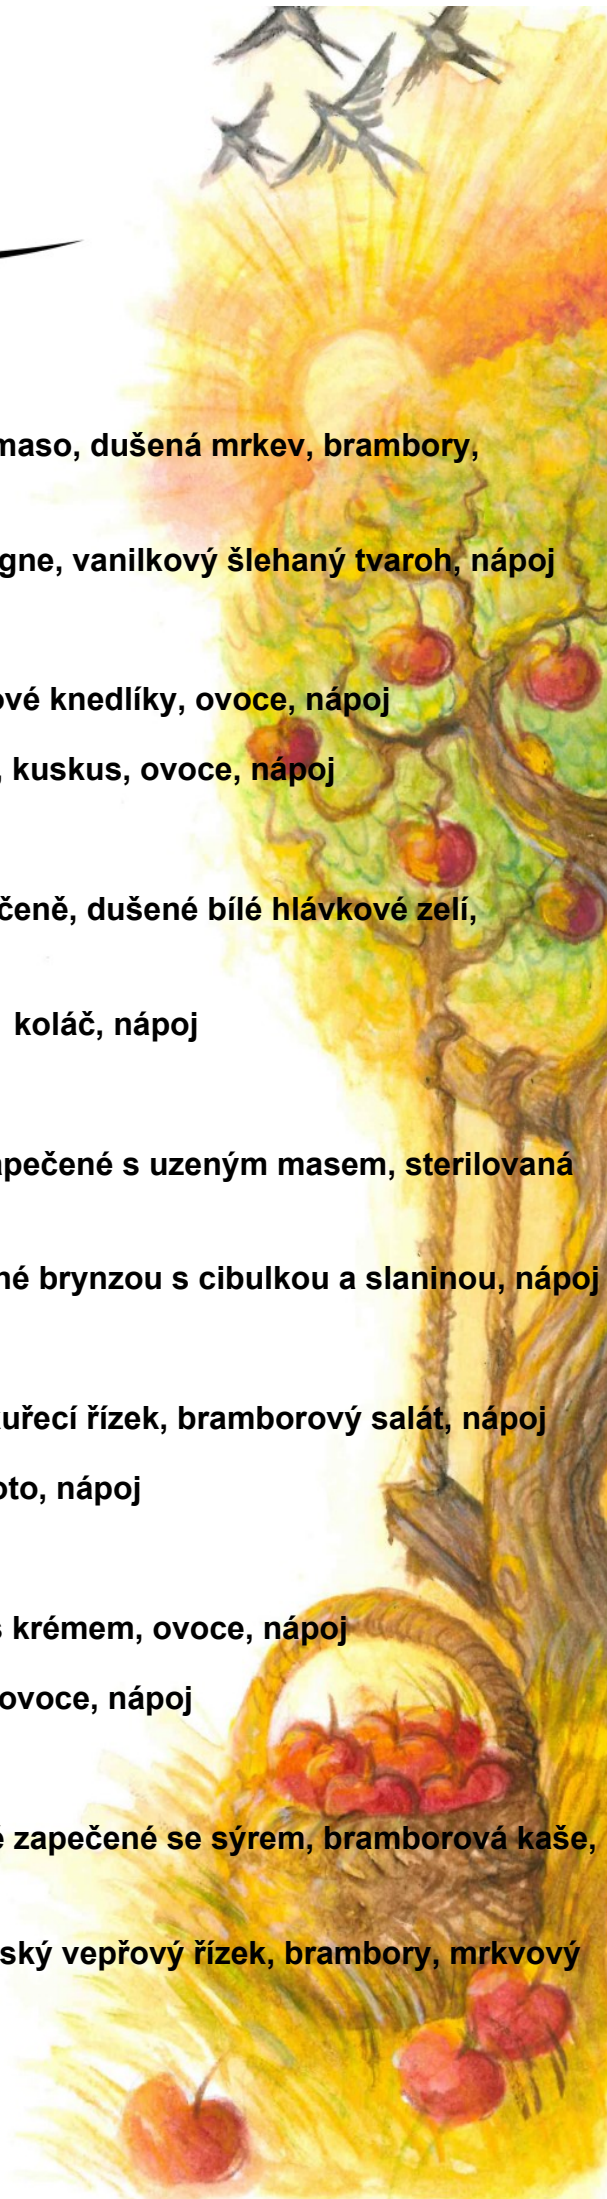 maso, dušená mrkev, brambory,
gne, vanilkový šlehaný tvaroh, nápoj
ové knedlíky, ovoce, nápoj
, kuskus, ovoce, nápoj
čeně, dušené bílé hlávkové zelí,
koláč, nápoj
apečené s uzeným masem, sterilovaná
né brynzou s cibulkou a slaninou, nápoj
kuřecí řízek, bramborový salát, nápoj
oto, nápoj
s krémem, ovoce, nápoj
ovoce, nápoj
é zapečené se sýrem, bramborová kaše,
ský vepřový řízek, brambory, mrkvový